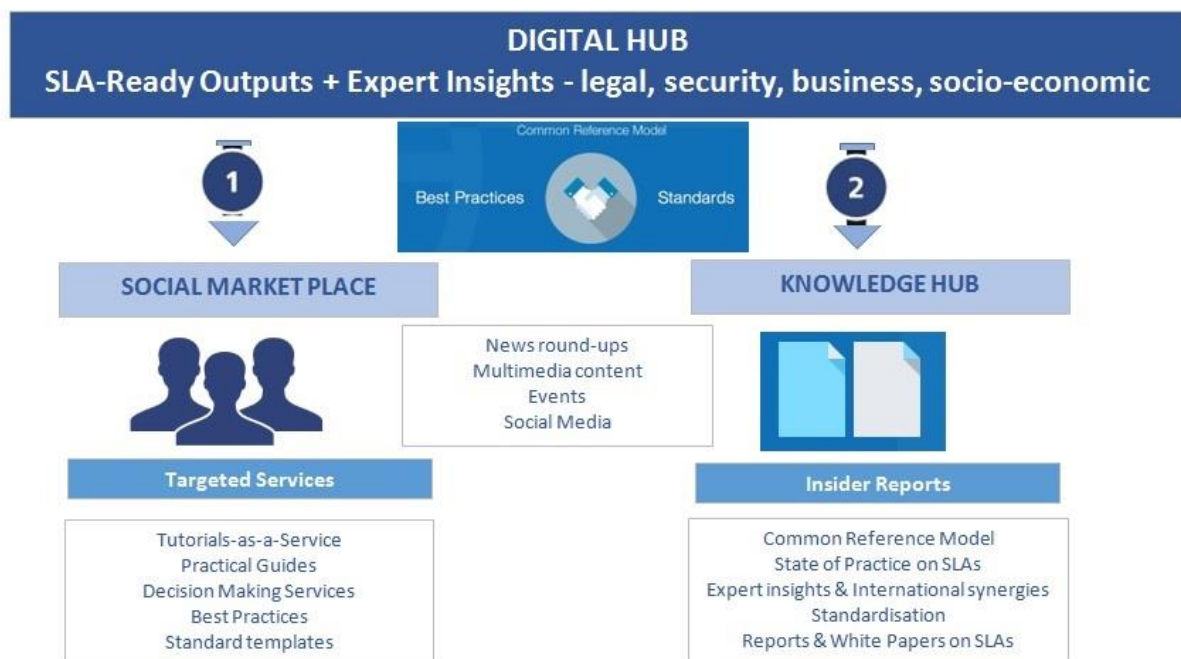 DIGITAL HUB
SLA-Ready Outputs + Expert Insights - legal, security, business, socio-economic
1
Common Reference Model
Best Practices
Standards
2
SOCIAL MARKET PLACE
KNOWLEDGE HUB
News round-ups
Multimedia content
Events
Social Media
Targeted Services
Insider Reports
Tutorials-as-a-Service
Practical Guides
Decision Making Services
Best Practices
Standard templates
Common Reference Model
State of Practice on SLAs
Expert insights & International synergies
Standardisation
Reports & White Papers on SLAs